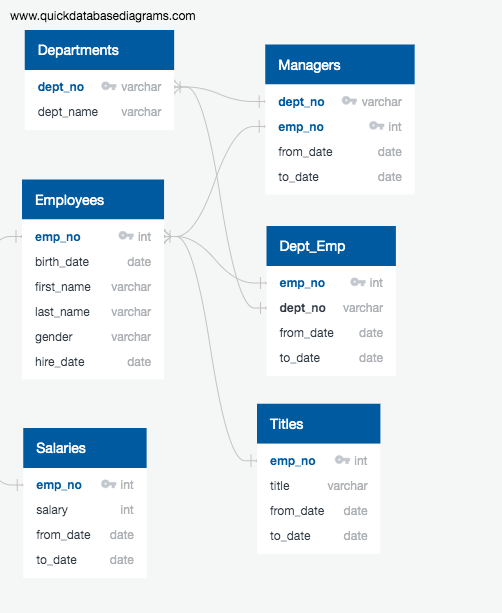 www.quickdatabasediagrams.com
Departments
dept_no varchar
dept_name varchar
Managers
dept_no varchar
emp_no int
from_date date
to_date date
Employees
emp_no int
birth_date date
first_name varchar
last_name varchar
gender varchar
hire_date date
Dept_Emp
emp_no int
dept_no varchar
from_date date
to_date date
Salaries
emp_no int
salary int
from_date date
to_date date
Titles
emp_no int
title varchar
from_date date
to_date date